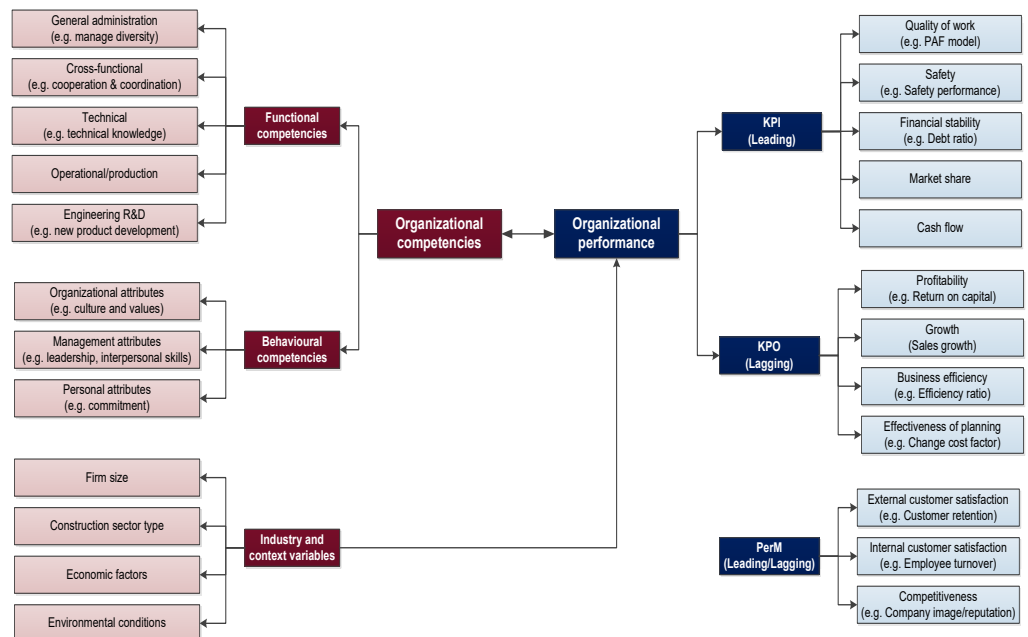 General administration
(e.g. manage diversity)
Cross-functional
(e.g. cooperation & coordination)
Technical
(e.g. technical knowledge)
Operational/production
Engineering R&D
(e.g. new product development)
Functional
competencies
Organizational attributes
(e.g. culture and values)
Management attributes
(e.g. leadership, interpersonal skills)
Personal attributes
(e.g. commitment)
Behavioural
competencies
Firm size
Construction sector type
Economic factors
Environmental conditions
Industry and
context variables
Organizational
competencies
Organizational
performance
KPI
(Leading)
Quality of work
(e.g. PAF model)
Safety
(e.g. Safety performance)
Financial stability
(e.g. Debt ratio)
Market share
Cash flow
KPO
(Lagging)
Profitability
(e.g. Return on capital)
Growth
(Sales growth)
Business efficiency
(e.g. Efficiency ratio)
Effectiveness of planning
(e.g. Change cost factor)
PerM
(Leading/Lagging)
External customer satisfaction
(e.g. Customer retention)
Internal customer satisfaction
(e.g. Employee turnover)
Competitiveness
(e.g. Company image/reputation)